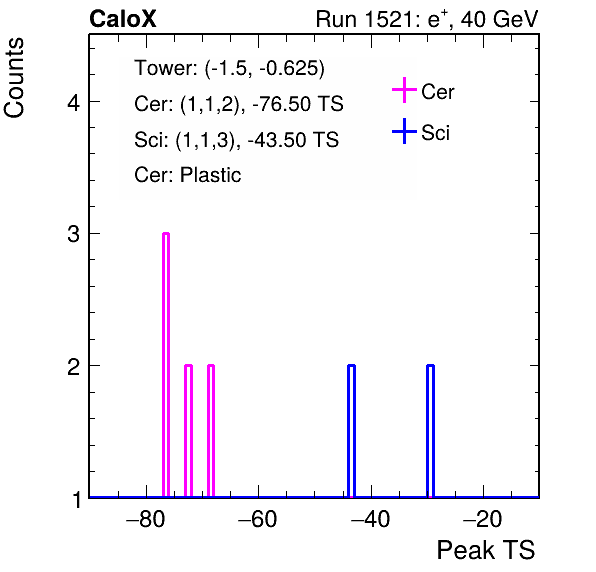 CaloX Run 1521: e⁺, 40 GeV
Counts
Tower: (-1.5, -0.625)
Cer: (1,1,2), -76.50 TS
Sci: (1,1,3), -43.50 TS
Cer: Plastic
Cer
Sci
4
3
2
1
−80 −60 −40 −20
Peak TS